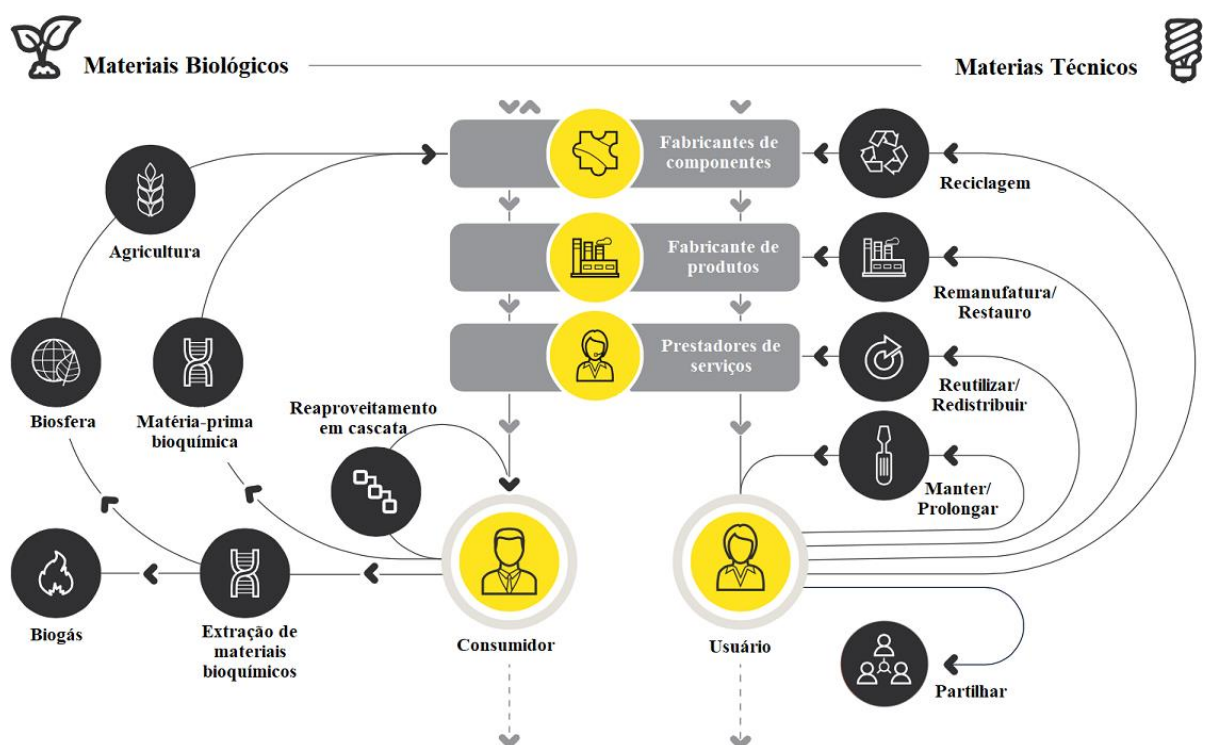 Materiais Biológicos
Materias Técnicos
Fabricantes de
componentes
Reciclagem
Agricultura
Fabricante de
produtos
Remanufatura/
Restauro
Prestadores de
serviços
Reutilizar/
Redistribuir
Biosfera
Matéria-prima
bioquímica
Reaproveitamento
em cascata
Manter/
Prolongar
Biogás
Extração de
materiais
bioquímicos
Consumidor
Usuário
Partilhar